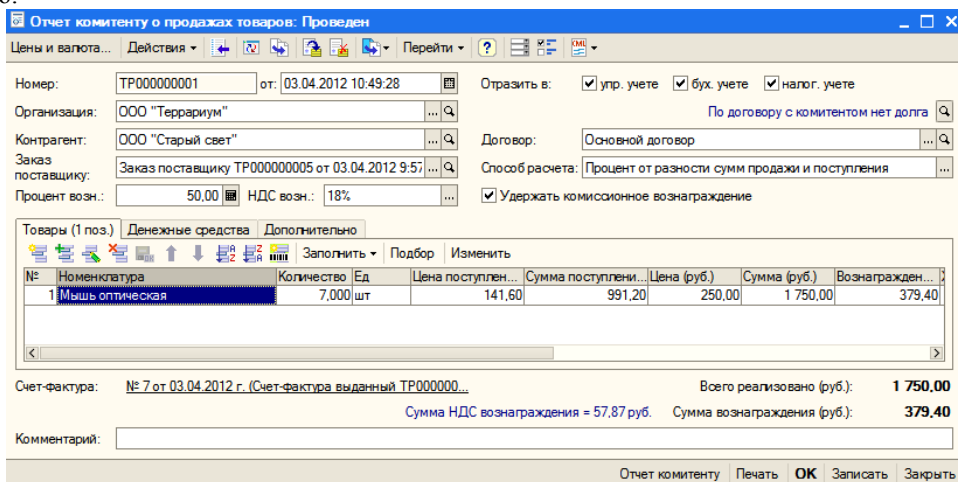 Отчет комитенту о продажах товаров: Проведен
Цены и валюта... Действия Перейти
Номер: ТР000000001 от: 03.04.2012 10:49:28 Отразить в: упр. учете бух. учете налог. учете
Организация: ООО "Террариум" ... По договору с комитентом нет долга
Контрагент: ООО "Старый свет" ... Договор: Основной договор ...
Заказ
поставщику: Заказ поставщику ТР000000005 от 03.04.2012 9:57 ... Способ расчета: Процент от разности сумм продажи и поступления ...
Процент возн.: 50,00 НДС возн.: 18% ... Удержать комиссионное вознаграждение
Товары (1 поз.) Денежные средства Дополнительно
Заполнить Подбор Изменить
№ Номенклатура Количество Ед Цена поступлен... Сумма поступлени... Цена (руб.) Сумма (руб.) Вознагражден...
1 Мышь оптическая 7,000 шт 141,60 991,20 250,00 1 750,00 379,40
Счет-фактура: № 7 от 03.04.2012 г. (Счет-фактура выданный ТР000000... Всего реализовано (руб.): 1 750,00
Сумма НДС вознаграждения = 57,87 руб. Сумма вознаграждения (руб.): 379,40
Комментарий:
Отчет комитенту Печать OK Записать Закрыть